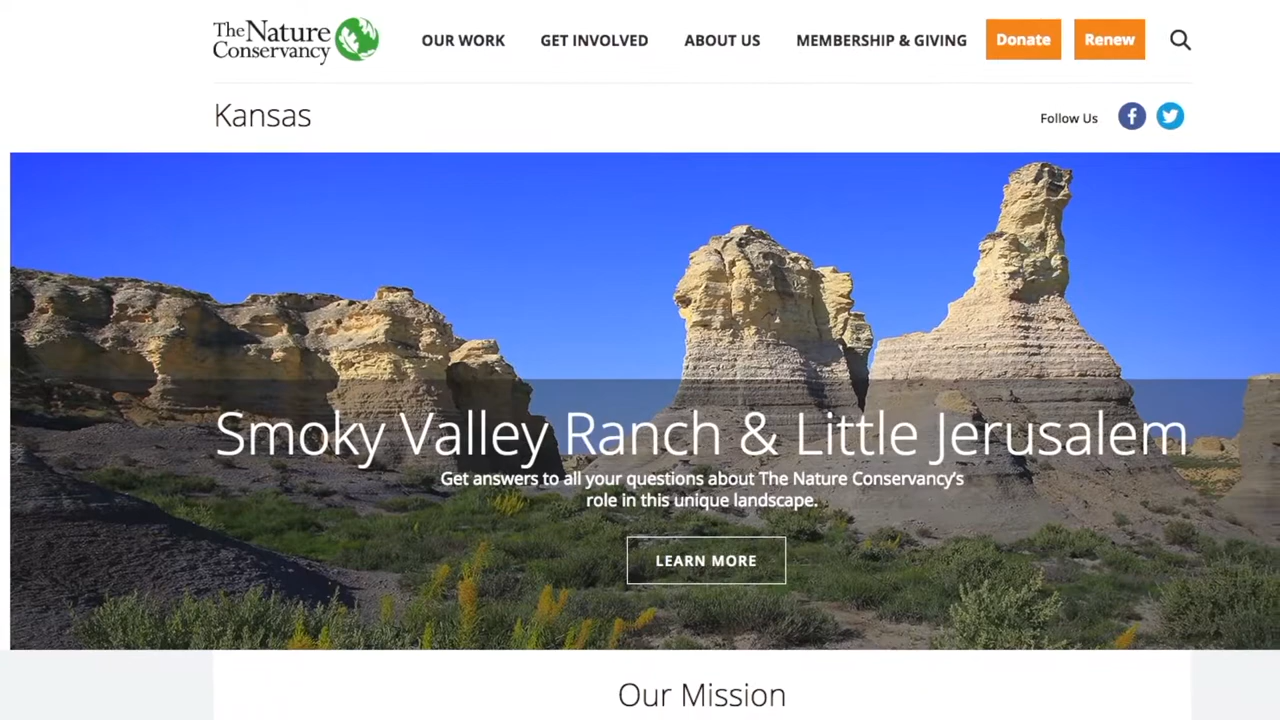 The Nature
Conservancy
OUR WORK GET INVOLVED ABOUT US MEMBERSHIP & GIVING Donate Renew
Kansas
Follow Us
Smoky Valley Ranch & Little Jerusalem
Get answers to all your questions about The Nature Conservancy’s
role in this unique landscape.
LEARN MORE
Our Mission